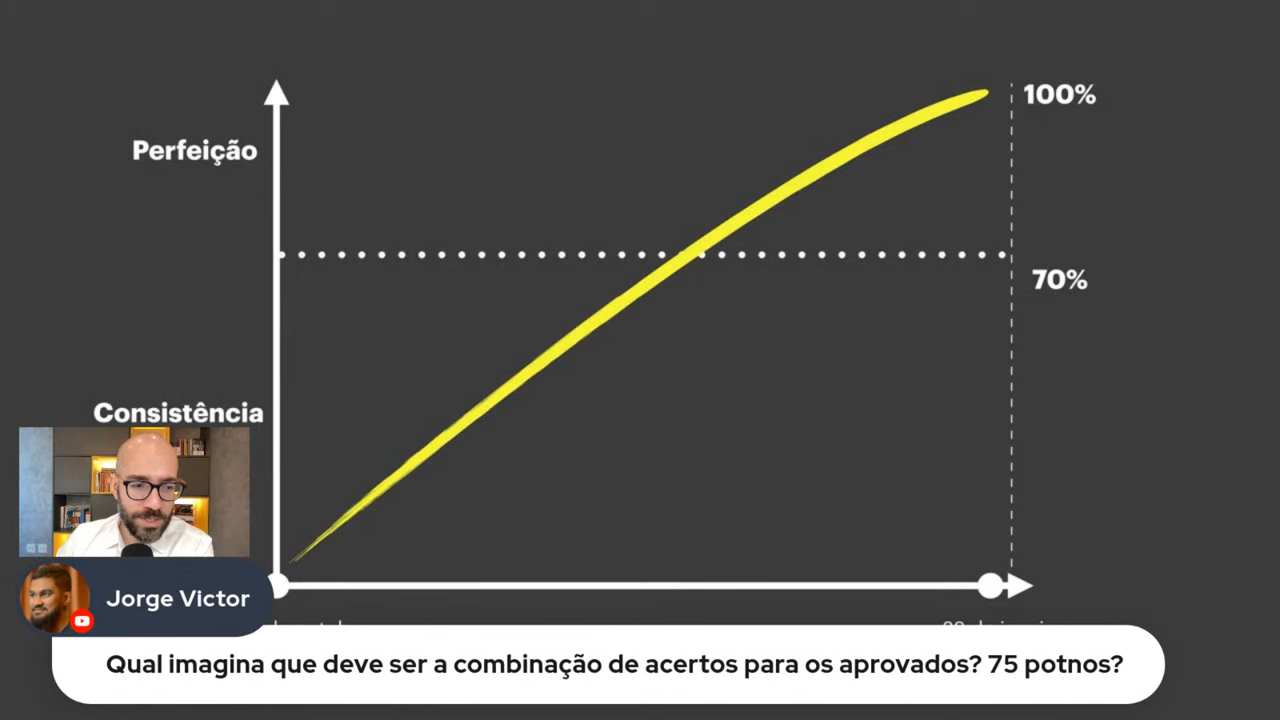 100%
Perfeição
70%
Consistência
Jorge Victor
Qual imagina que deve ser a combinação de acertos para os aprovados? 75 potnos?